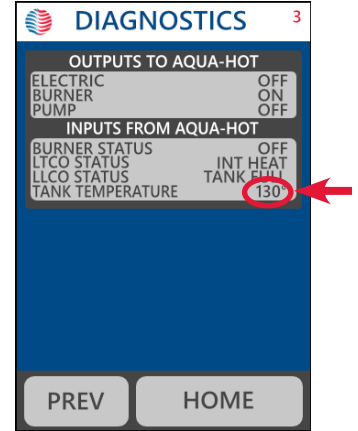 DIAGNOSTICS 3
OUTPUTS TO AQUA-HOT
ELECTRIC OFF
BURNER ON
PUMP OFF
INPUTS FROM AQUA-HOT
BURNER STATUS OFF
LTCO STATUS INT HEAT
LLCO STATUS TANK FULL
TANK TEMPERATURE 130°
PREV HOME